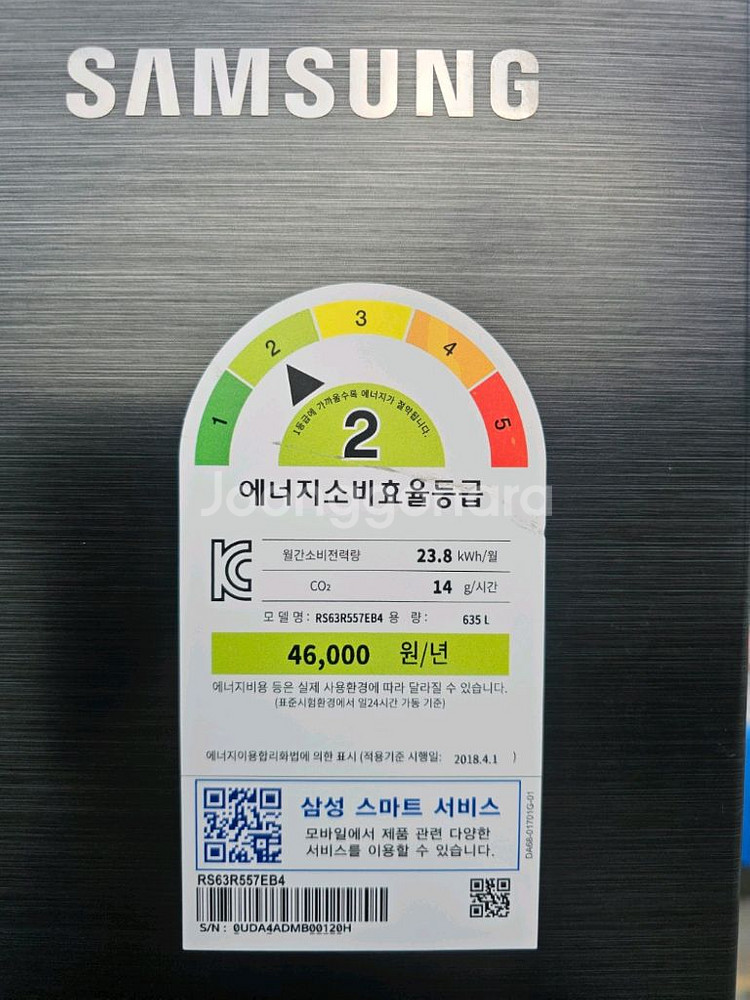 SAMSUNG
1
2
3
4
5
1등급에 가까울수록 에너지가 절약됩니다.
2
에너지소비효율등급
Joonggonara
월간소비전력량 23.8 kWh/월
CO₂ 14 g/시간
모델명: RS63R557EB4 용 량: 635 L
46,000 원/년
에너지비용 등은 실제 사용환경에 따라 달라질 수 있습니다.
(표준시험환경에서 일24시간 가동 기준)
에너지이용합리화법에 의한 표시 (적용기준 시행일: 2018.4.1 )
삼성 스마트 서비스
모바일에서 제품 관련 다양한
서비스를 이용할 수 있습니다.
DA68-01701G-01
RS63R557EB4
S/N : 0UDA4ADMB00120H